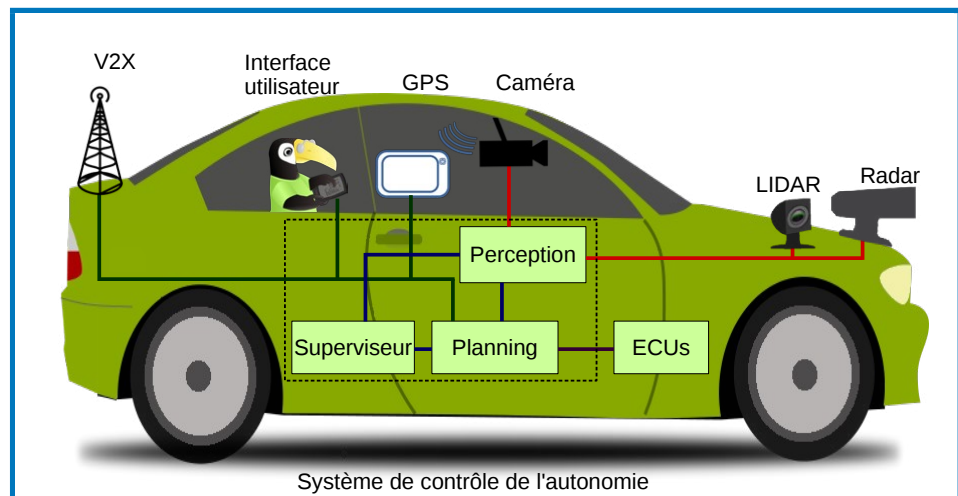 V2X
Interface
utilisateur
GPS
Caméra
LIDAR
Radar
Perception
Superviseur
Planning
ECUs
Système de contrôle de l'autonomie